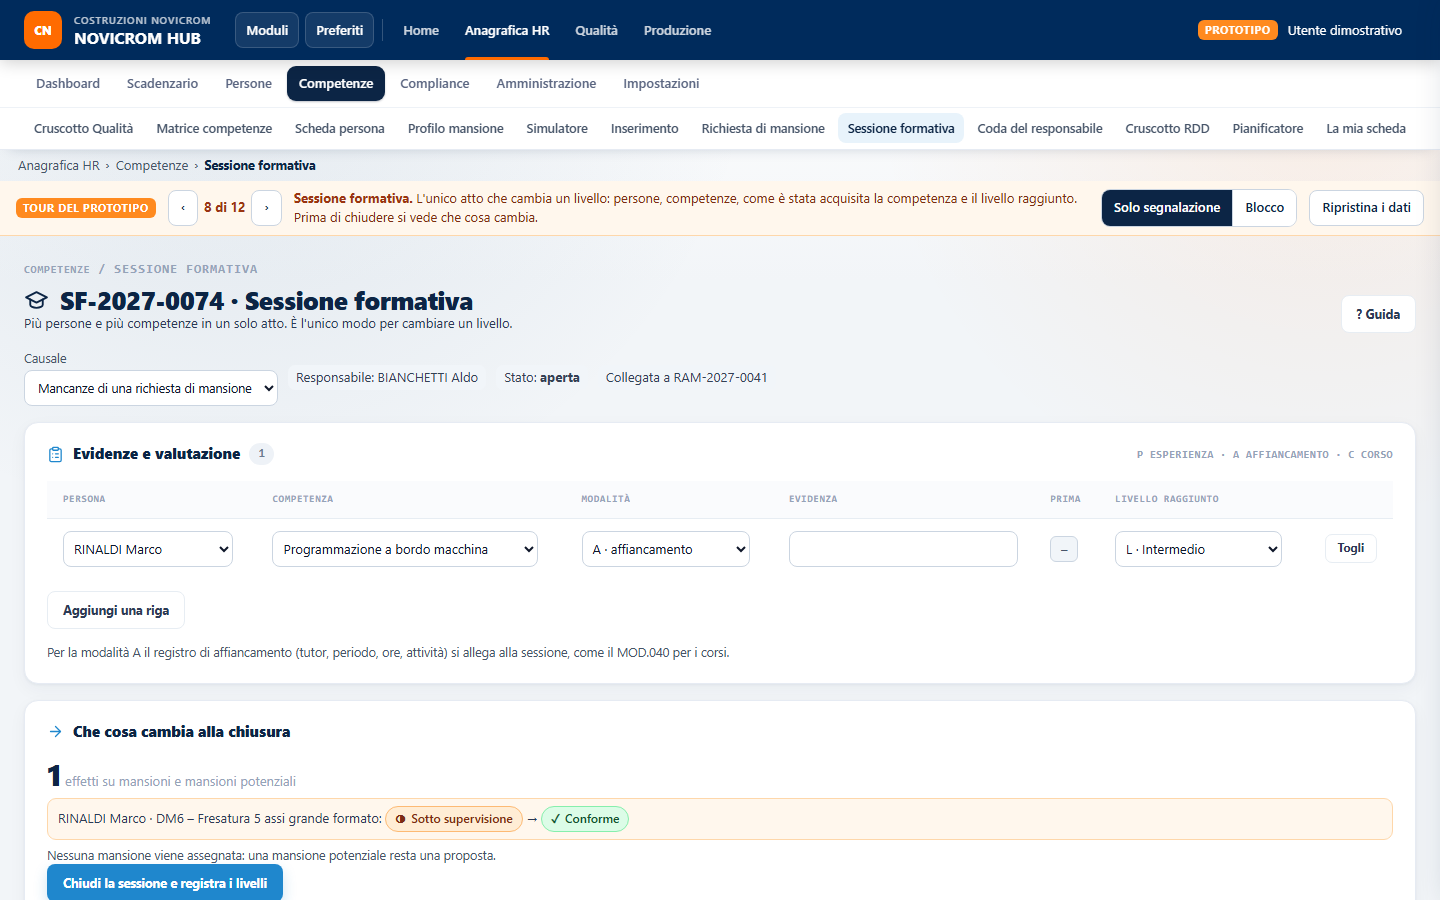 CN
COSTRUZIONI NOVICROM
NOVICROM HUB
Moduli
Preferiti
Home
Anagrafica HR
Qualità
Produzione
PROTOTIPO
Utente dimostrativo
Dashboard
Scadenzario
Persone
Competenze
Compliance
Amministrazione
Impostazioni
Cruscotto Qualità
Matrice competenze
Scheda persona
Profilo mansione
Simulatore
Inserimento
Richiesta di mansione
Sessione formativa
Coda del responsabile
Cruscotto RDD
Pianificatore
La mia scheda
Anagrafica HR › Competenze › Sessione formativa
TOUR DEL PROTOTIPO
‹
8 di 12
›
Sessione formativa. L'unico atto che cambia un livello: persone, competenze, come è stata acquisita la competenza e il livello raggiunto.
Prima di chiudere si vede che cosa cambia.
Solo segnalazione
Blocco
Ripristina i dati
COMPETENZE / SESSIONE FORMATIVA
SF-2027-0074 · Sessione formativa
Più persone e più competenze in un solo atto. È l'unico modo per cambiare un livello.
? Guida
Causale
Mancanze di una richiesta di mansione
Responsabile: BIANCHETTI Aldo
Stato: aperta
Collegata a RAM-2027-0041
Evidenze e valutazione 1
P ESPERIENZA · A AFFIANCAMENTO · C CORSO
PERSONA
COMPETENZA
MODALITÀ
EVIDENZA
PRIMA
LIVELLO RAGGIUNTO
RINALDI Marco
Programmazione a bordo macchina
A · affiancamento
–
L · Intermedio
Togli
Aggiungi una riga
Per la modalità A il registro di affiancamento (tutor, periodo, ore, attività) si allega alla sessione, come il MOD.040 per i corsi.
Che cosa cambia alla chiusura
1 effetti su mansioni e mansioni potenziali
RINALDI Marco · DM6 – Fresatura 5 assi grande formato: ◑ Sotto supervisione → ✓ Conforme
Nessuna mansione viene assegnata: una mansione potenziale resta una proposta.
Chiudi la sessione e registra i livelli